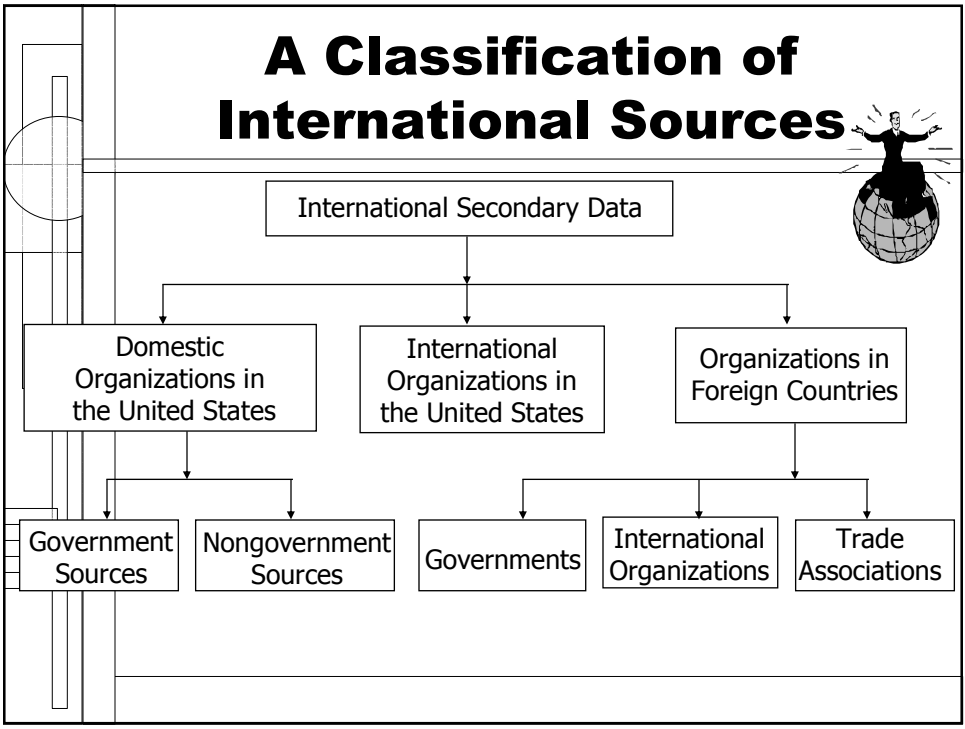 A Classification of
International Sources
International Secondary Data
Domestic
Organizations in
the United States
International
Organizations in
the United States
Organizations in
Foreign Countries
Government
Sources
Nongovernment
Sources
Governments
International
Organizations
Trade
Associations